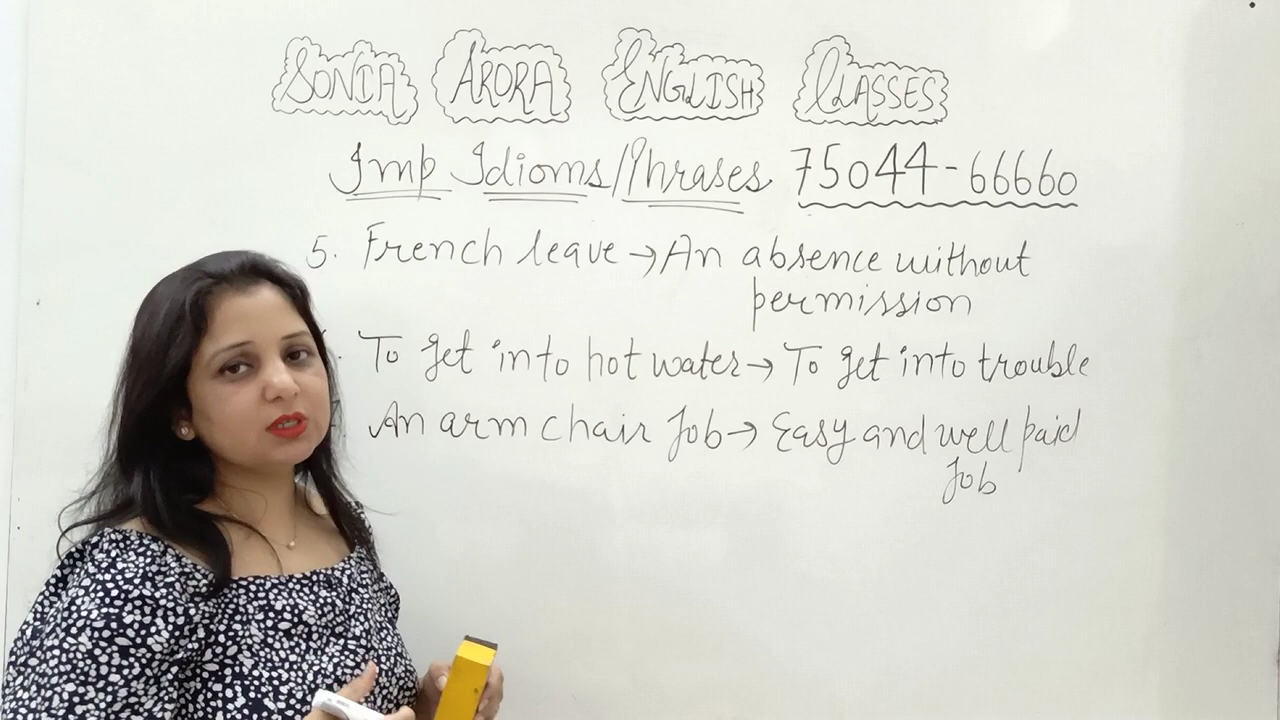 SONIA ARORA ENGLISH CLASSES
Imp Idioms/Phrases 75044-66660
5. French leave → An absence without
permission
. To get into hot water → To get into trouble
An arm chair Job → Easy and well paid
Job